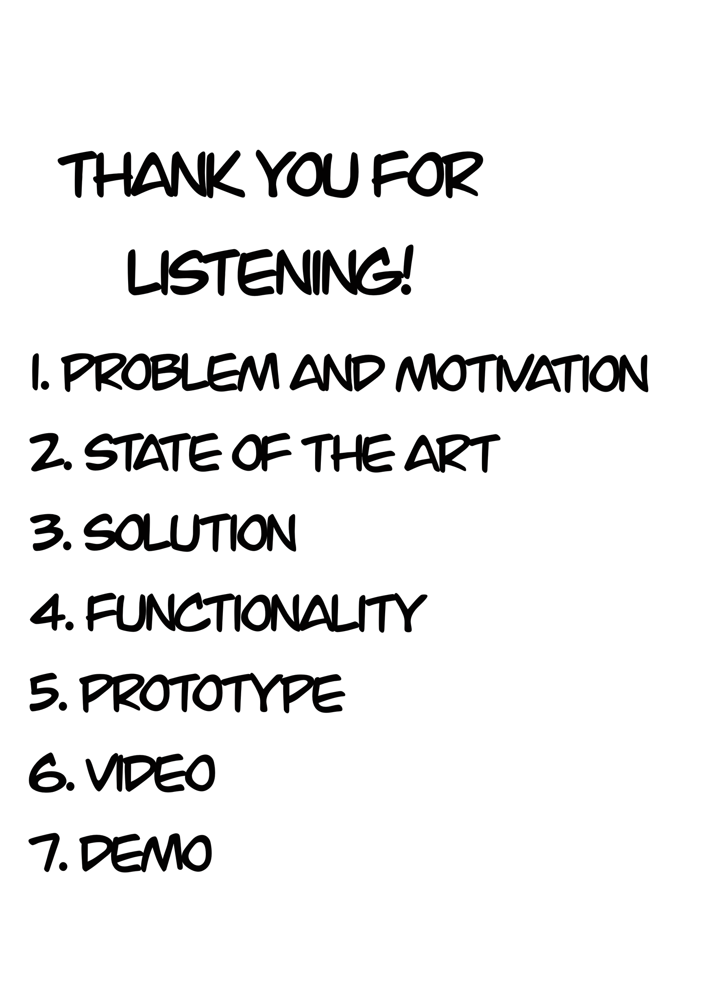 THANK YOU FOR
LISTENING!
1. PROBLEM AND MOTIVATION
2. STATE OF THE ART
3. SOLUTION
4. FUNCTIONALITY
5. PROTOTYPE
6. VIDEO
7. DEMO